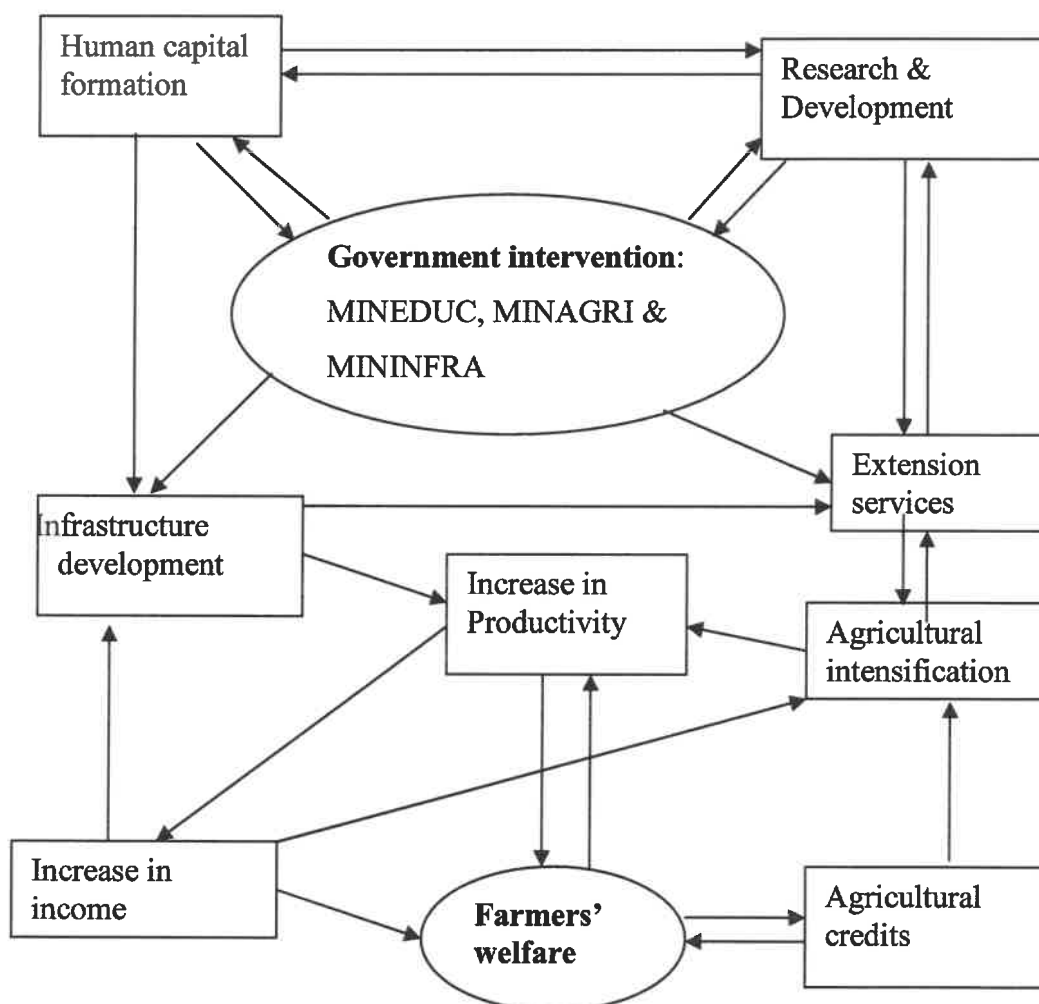 Human capital
formation
Research &
Development
Government intervention:
MINEDUC, MINAGRI &
MININFRA
Extension
services
Infrastructure
development
Increase in
Productivity
Agricultural
intensification
Increase in
income
Farmers’
welfare
Agricultural
credits